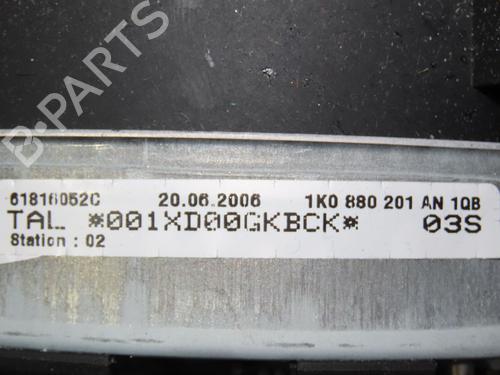 B-PARTS
61816052C 20.06.2006 1K0 880 201 AN 1QB
TAL *001XD00GKBCK* 03S
Station : 02